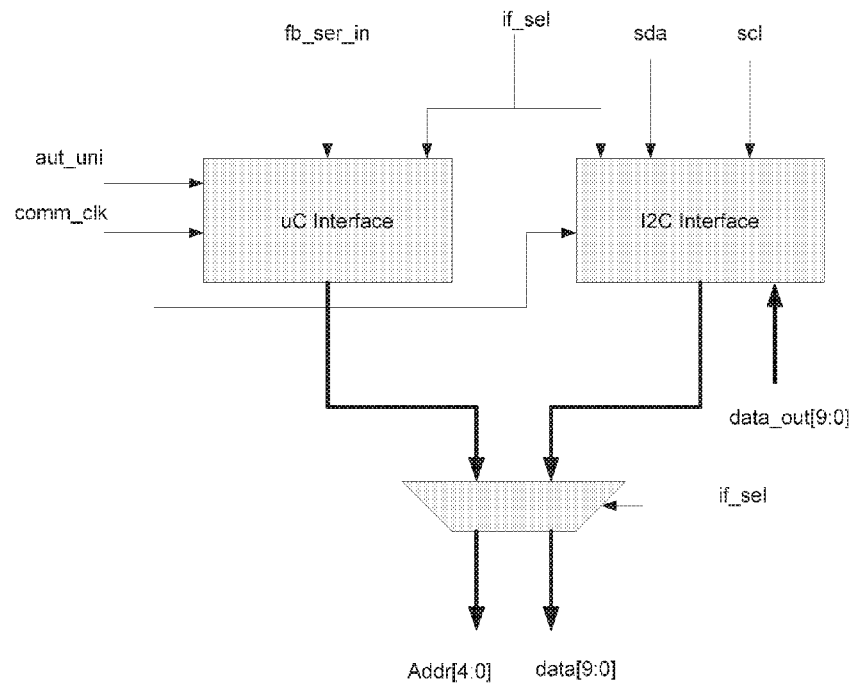 fb_ser_in
if_sel
sda
scl
aut_uni
comm_clk
uC Interface
I2C Interface
data_out[9:0]
if_sel
Addr[4:0]
data[9:0]